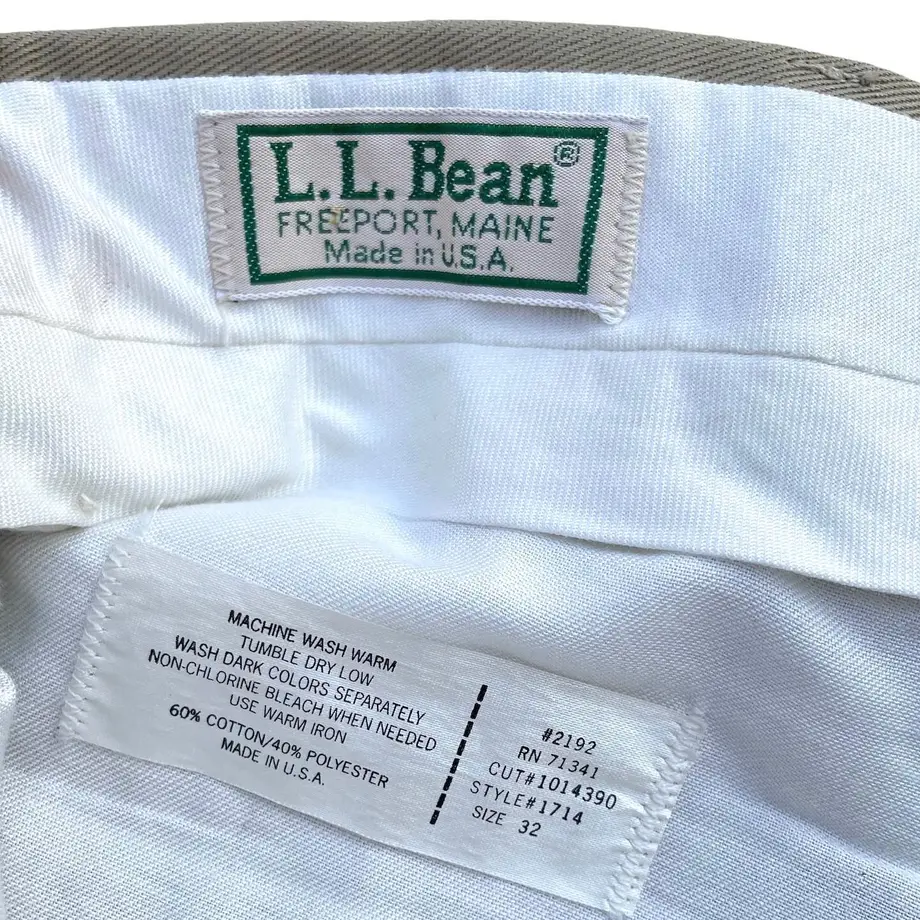 L.L.Bean®
FREEPORT, MAINE
Made in U.S.A.
MACHINE WASH WARM
TUMBLE DRY LOW
WASH DARK COLORS SEPARATELY
NON-CHLORINE BLEACH WHEN NEEDED
USE WARM IRON
60% COTTON/40% POLYESTER
MADE IN U.S.A.
#2192
RN 71341
CUT#1014390
STYLE#1714
SIZE 32